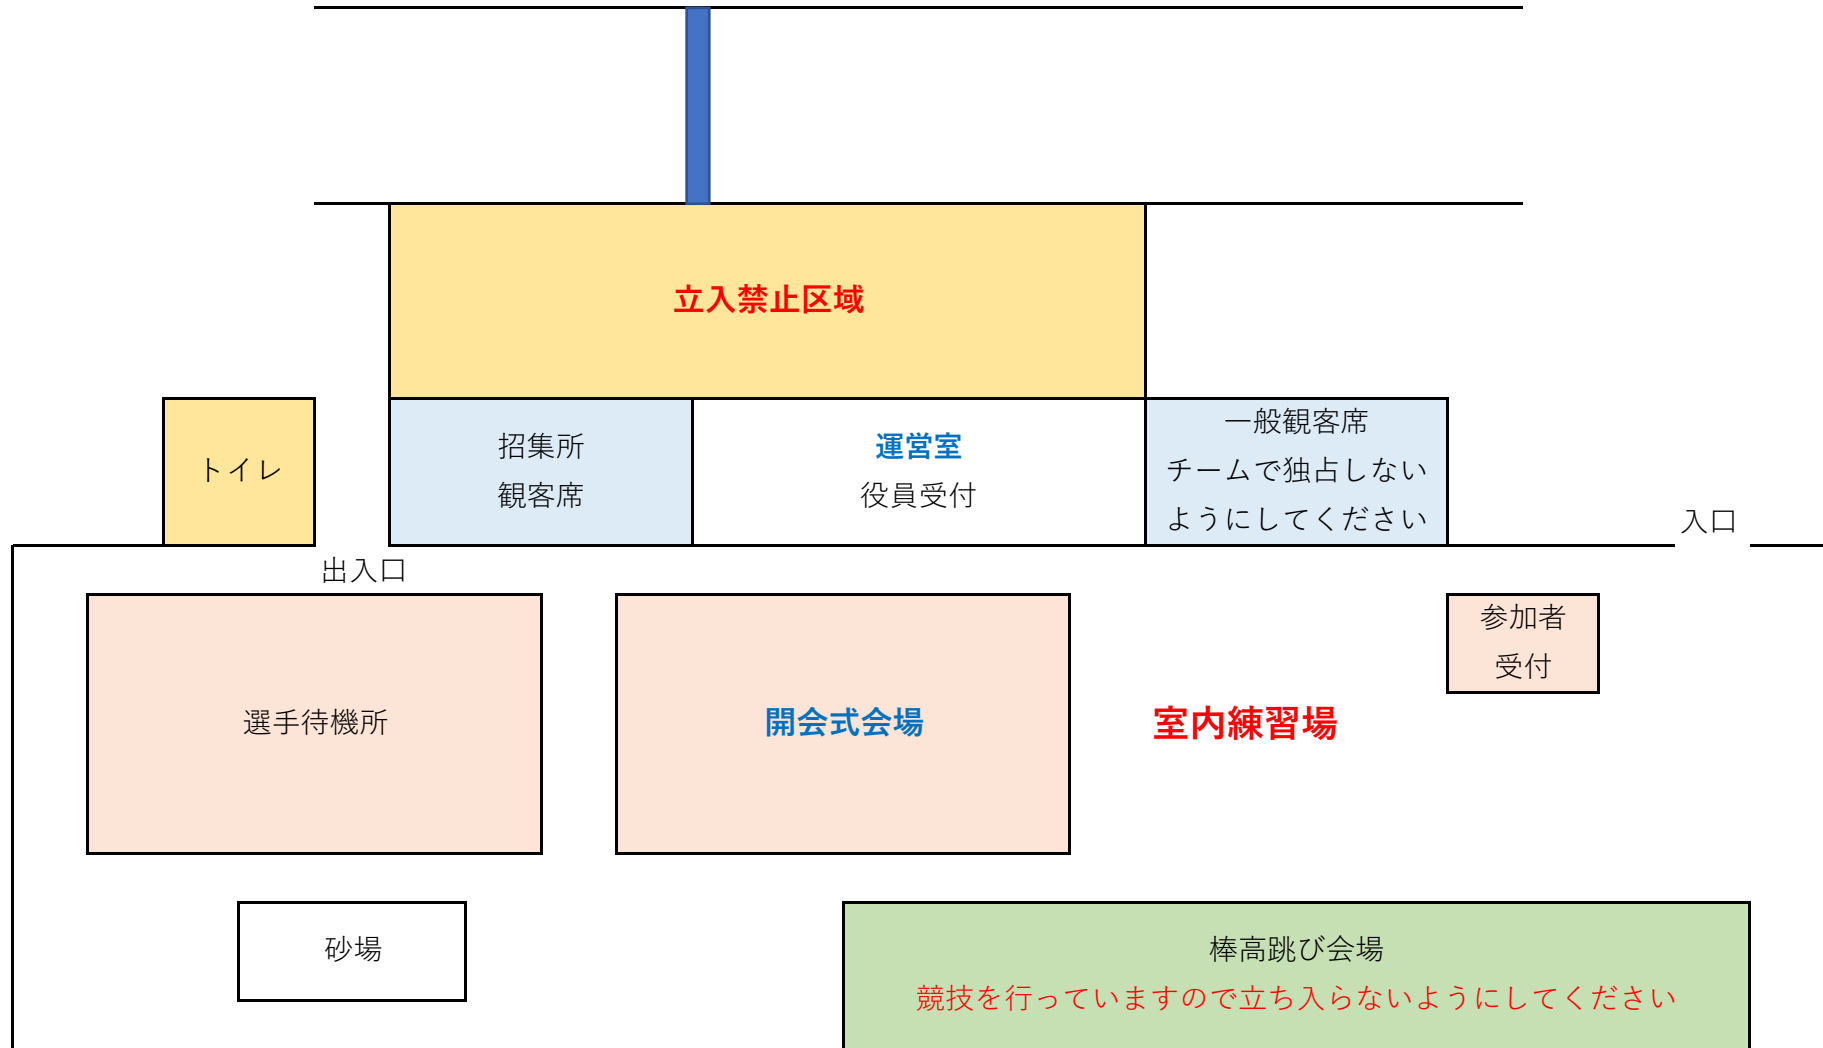 立入禁止区域
トイレ
招集所
観客席
運営室
役員受付
一般観客席
チームで独占しない
ようにしてください
入口
出入口
選手待機所
開会式会場
室内練習場
参加者
受付
砂場
棒高跳び会場
競技を行っていますので立ち入らないようにしてください